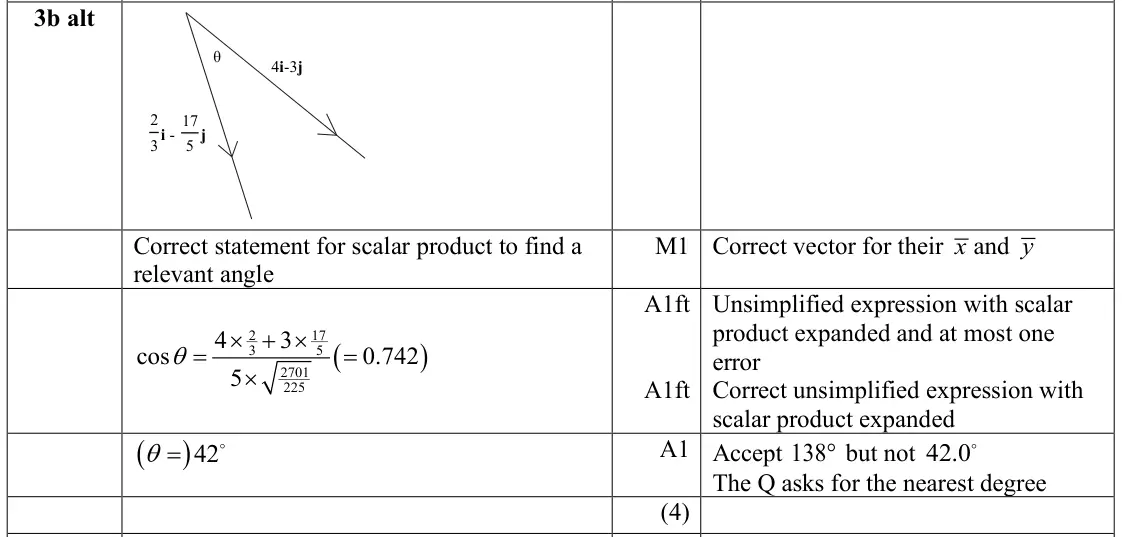 3b alt
θ
4i-3j
2/3 i - 17/5 j
Correct statement for scalar product to find a
relevant angle
M1
Correct vector for their x̅ and y̅
cos θ = (4 × 2/3 + 3 × 17/5) / (5 × √(2701/225)) (= 0.742)
A1ft
Unsimplified expression with scalar
product expanded and at most one
error
A1ft
Correct unsimplified expression with
scalar product expanded
(θ =) 42°
A1
Accept 138° but not 42.0°
The Q asks for the nearest degree
(4)